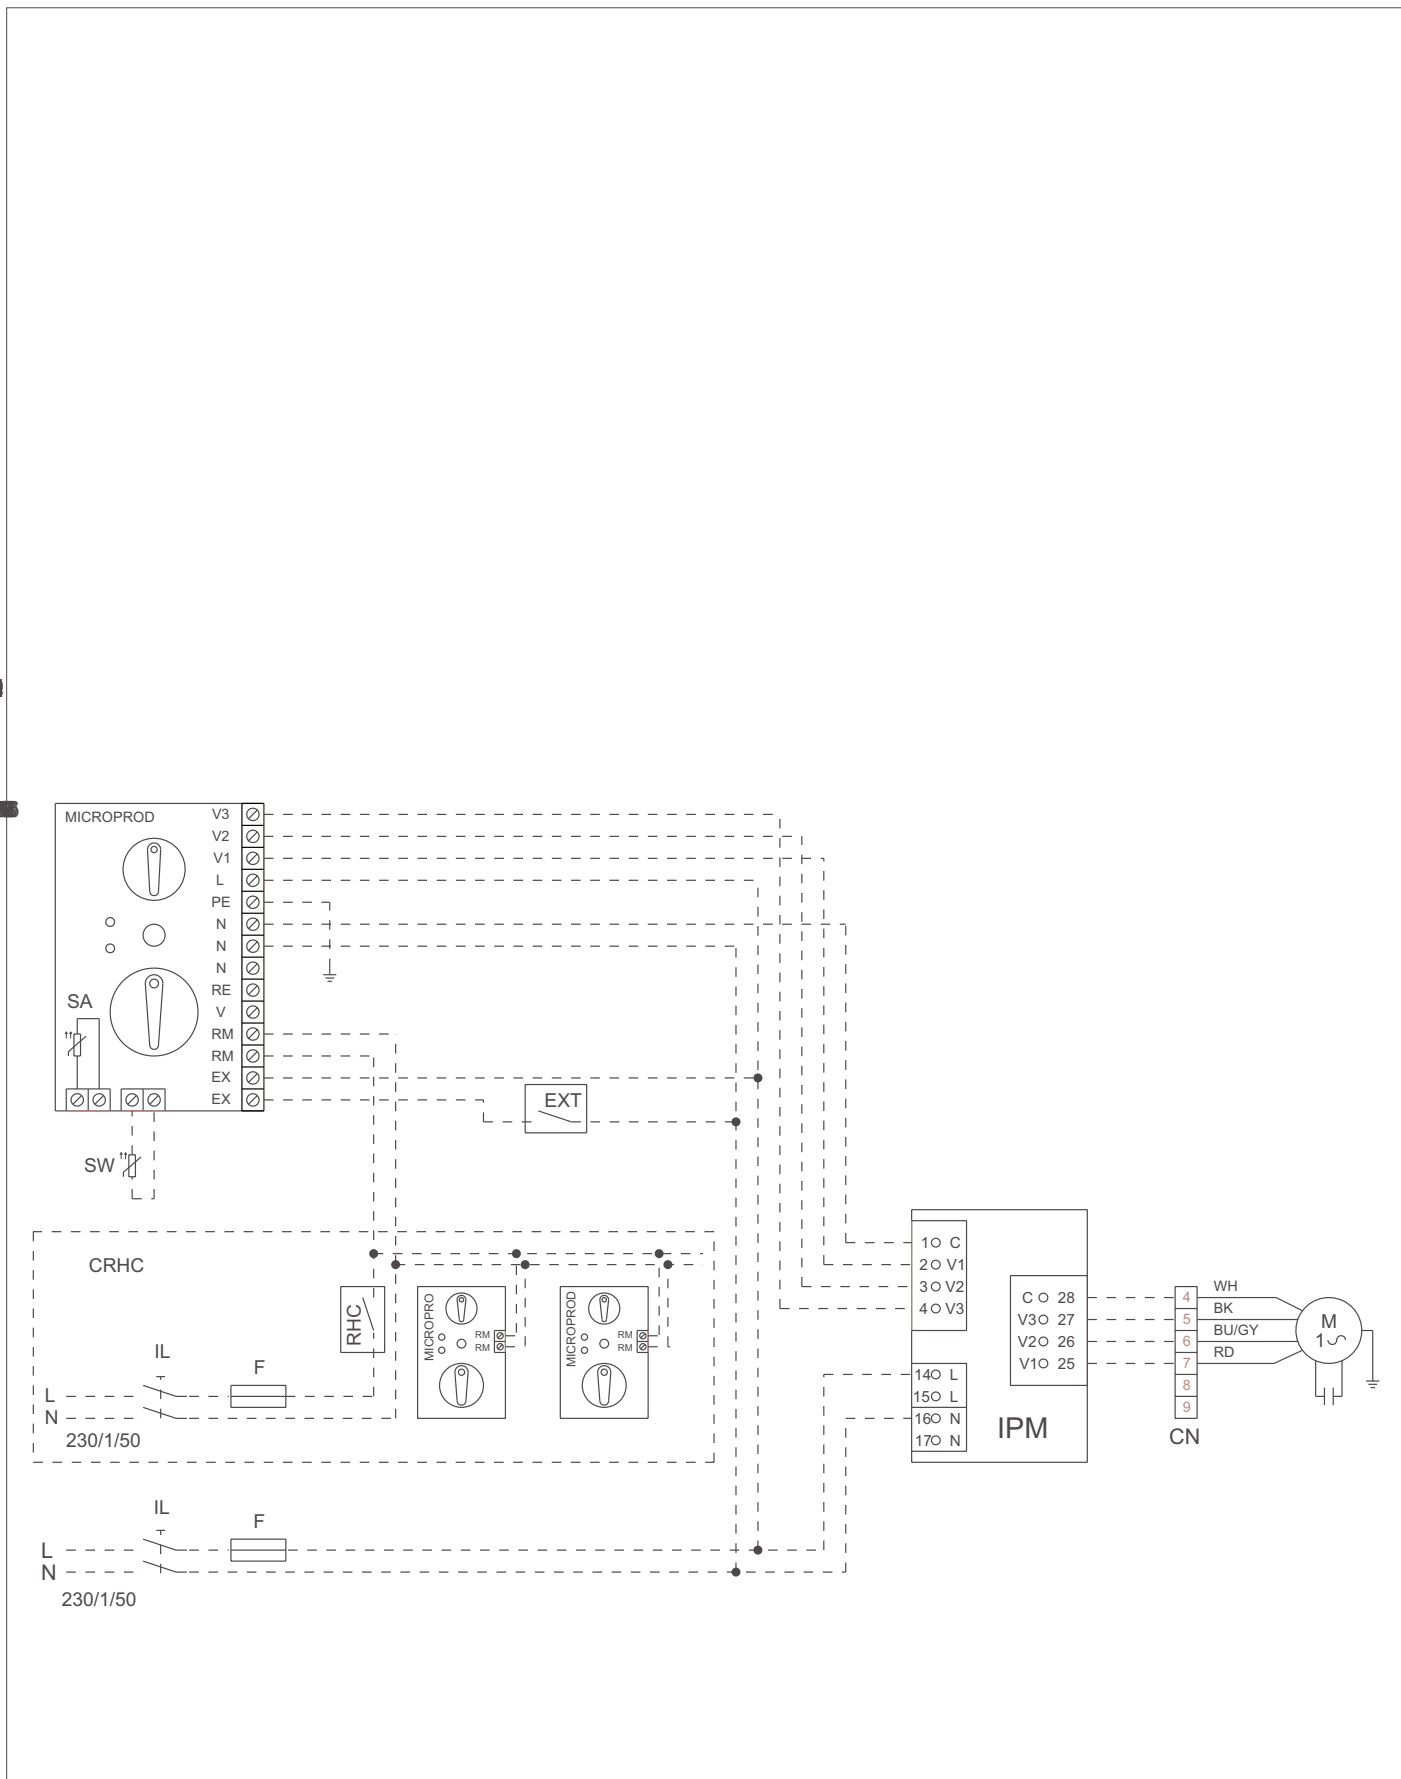 MICROPROD
V3
V2
V1
L
PE
N
N
N
RE
V
RM
RM
EX
EX
SA
SW
EXT
CRHC
RHC
MICROPRO
RM
RM
MICROPROD
RM
RM
IL
F
L
N
230/1/50
IL
F
L
N
230/1/50
1 C
2 V1
3 V2
4 V3
14 L
15 L
16 N
17 N
C 28
V3 27
V2 26
V1 25
IPM
4
5
6
7
8
9
CN
WH
BK
BU/GY
RD
M
1